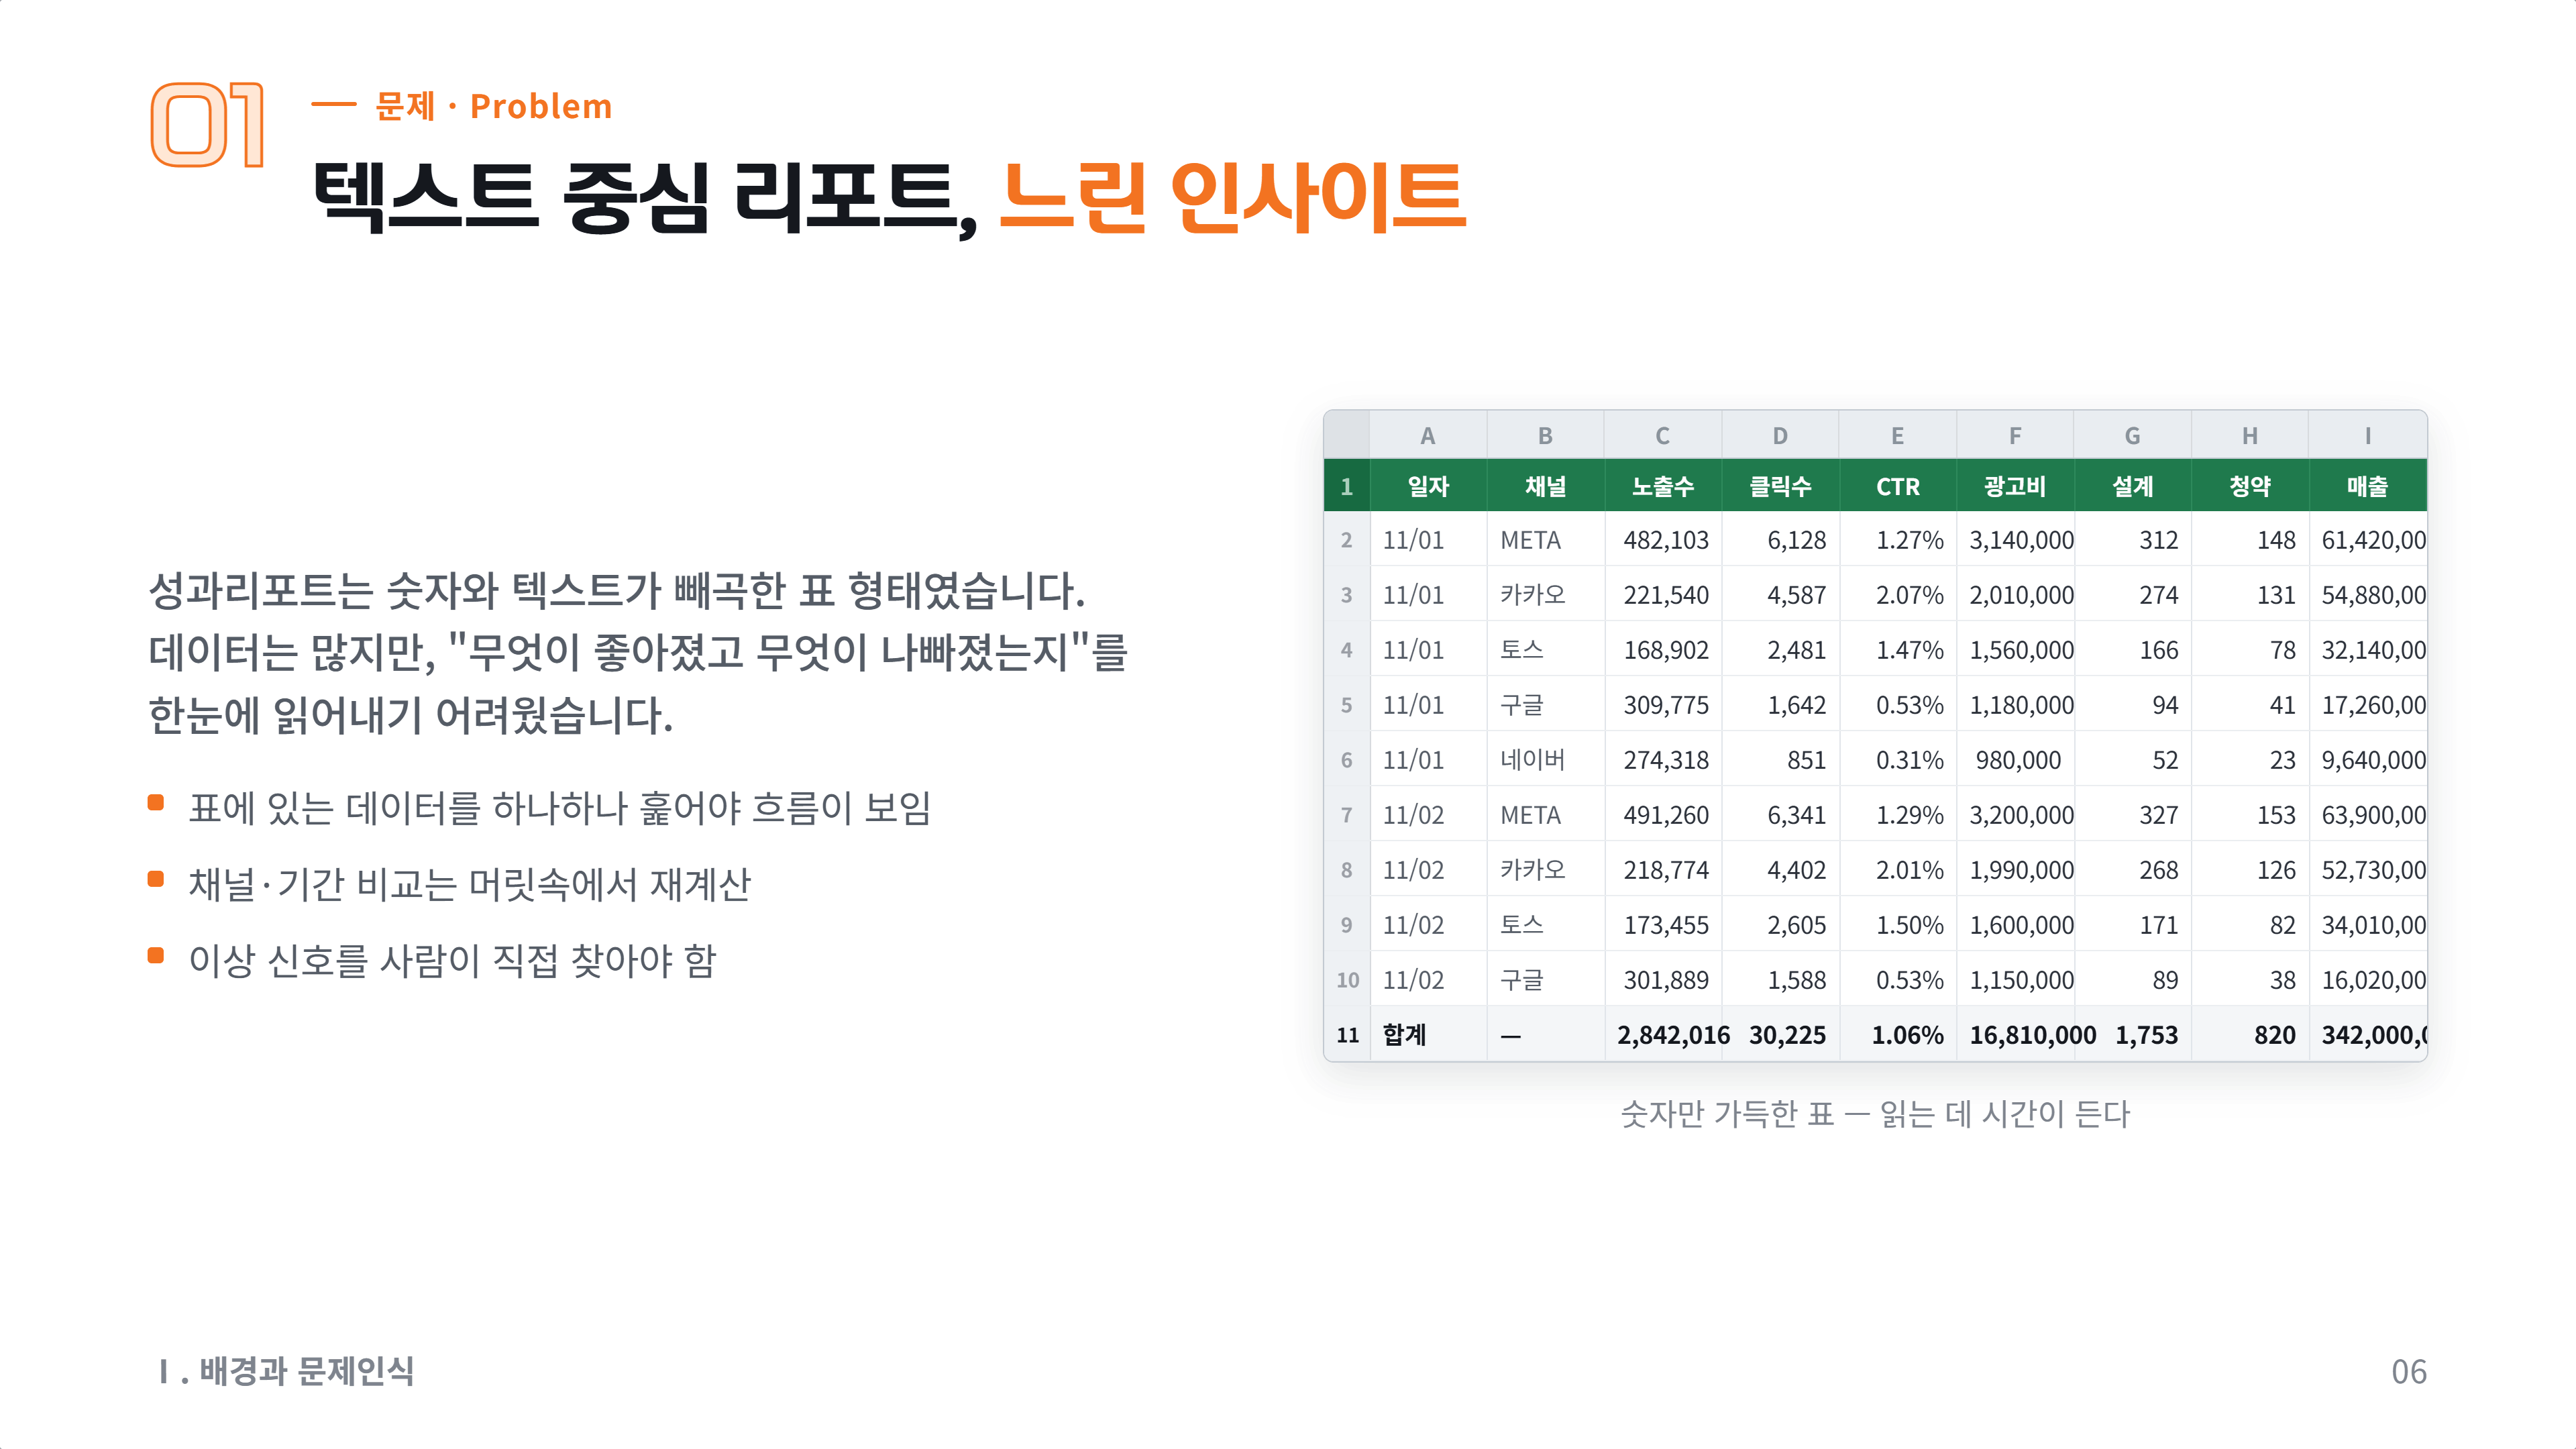 01
— 문제 · Problem
텍스트 중심 리포트, 느린 인사이트
성과리포트는 숫자와 텍스트가 빼곡한 표 형태였습니다.
데이터는 많지만, "무엇이 좋아졌고 무엇이 나빠졌는지"를
한눈에 읽어내기 어려웠습니다.
표에 있는 데이터를 하나하나 훑어야 흐름이 보임
채널·기간 비교는 머릿속에서 재계산
이상 신호를 사람이 직접 찾아야 함
A B C D E F G H I
1 일자 채널 노출수 클릭수 CTR 광고비 설계 청약 매출
2 11/01 META 482,103 6,128 1.27% 3,140,000 312 148 61,420,00
3 11/01 카카오 221,540 4,587 2.07% 2,010,000 274 131 54,880,00
4 11/01 토스 168,902 2,481 1.47% 1,560,000 166 78 32,140,00
5 11/01 구글 309,775 1,642 0.53% 1,180,000 94 41 17,260,00
6 11/01 네이버 274,318 851 0.31% 980,000 52 23 9,640,000
7 11/02 META 491,260 6,341 1.29% 3,200,000 327 153 63,900,00
8 11/02 카카오 218,774 4,402 2.01% 1,990,000 268 126 52,730,00
9 11/02 토스 173,455 2,605 1.50% 1,600,000 171 82 34,010,00
10 11/02 구글 301,889 1,588 0.53% 1,150,000 89 38 16,020,00
11 합계 — 2,842,016 30,225 1.06% 16,810,000 1,753 820 342,000,0
숫자만 가득한 표 — 읽는 데 시간이 든다
Ⅰ. 배경과 문제인식
06